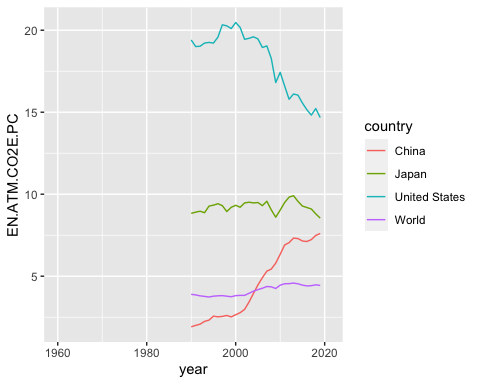 20
15
10
5
EN.ATM.CO2E.PC
1960
1980
2000
2020
year
country
China
Japan
United States
World